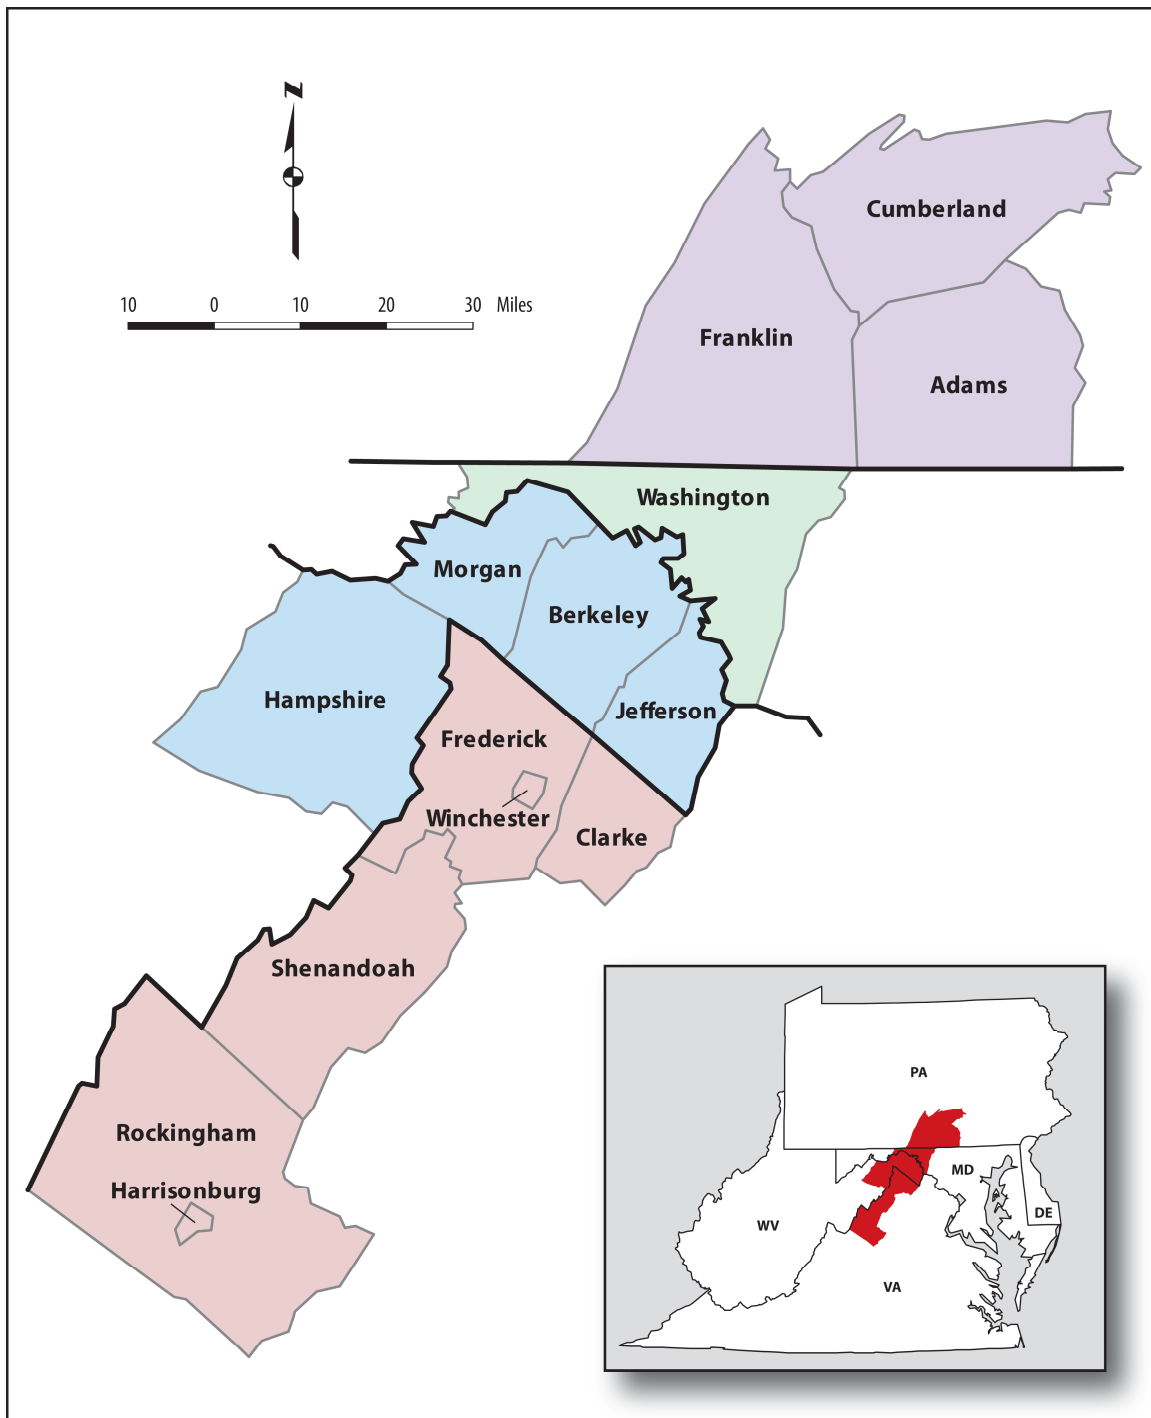 N
10 0 10 20 30 Miles
Cumberland
Franklin
Adams
Washington
Morgan
Berkeley
Hampshire
Jefferson
Frederick
Winchester
Clarke
Shenandoah
Rockingham
Harrisonburg
PA
MD
DE
WV
VA